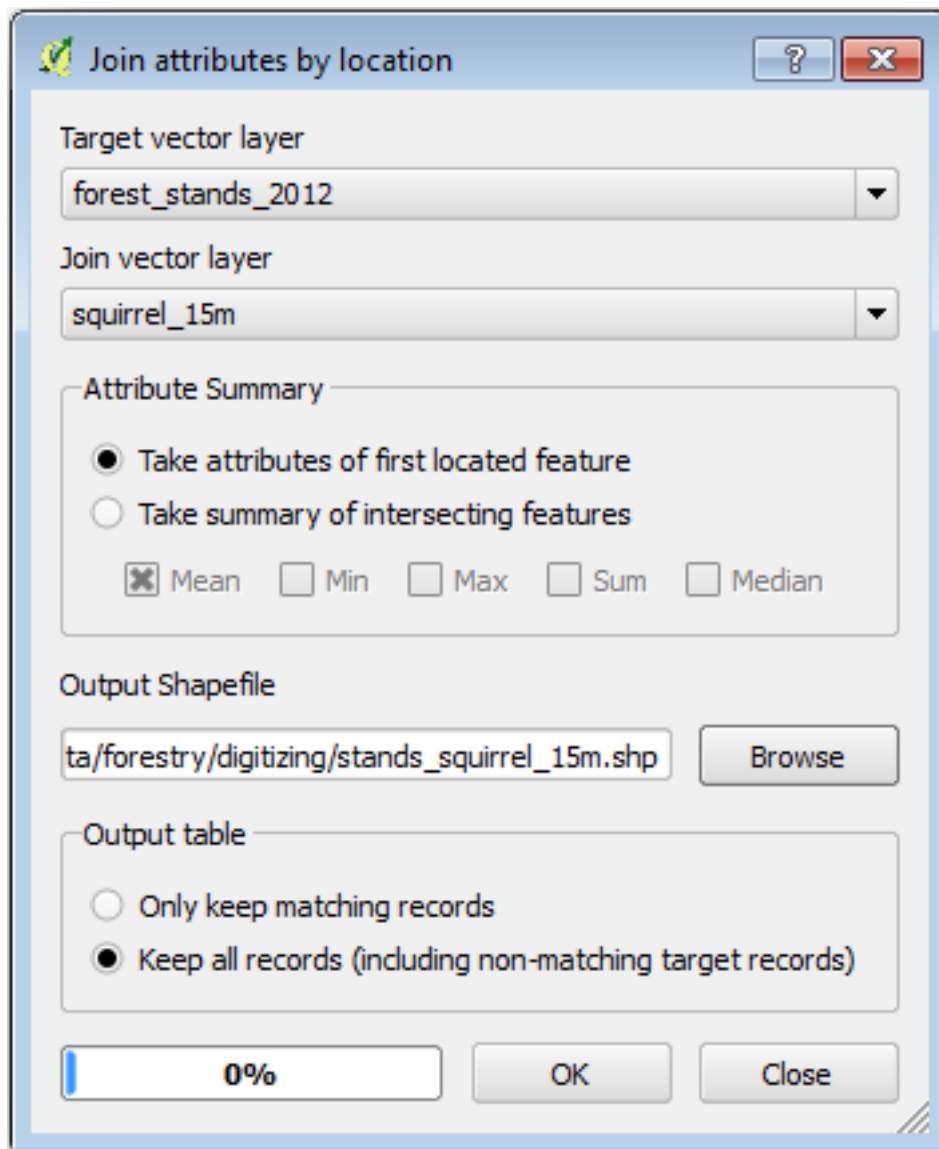 Join attributes by location
Target vector layer
forest_stands_2012
Join vector layer
squirrel_15m
Attribute Summary
Take attributes of first located feature
Take summary of intersecting features
Mean Min Max Sum Median
Output Shapefile
ta/forestry/digitizing/stands_squirrel_15m.shp Browse
Output table
Only keep matching records
Keep all records (including non-matching target records)
0% OK Close